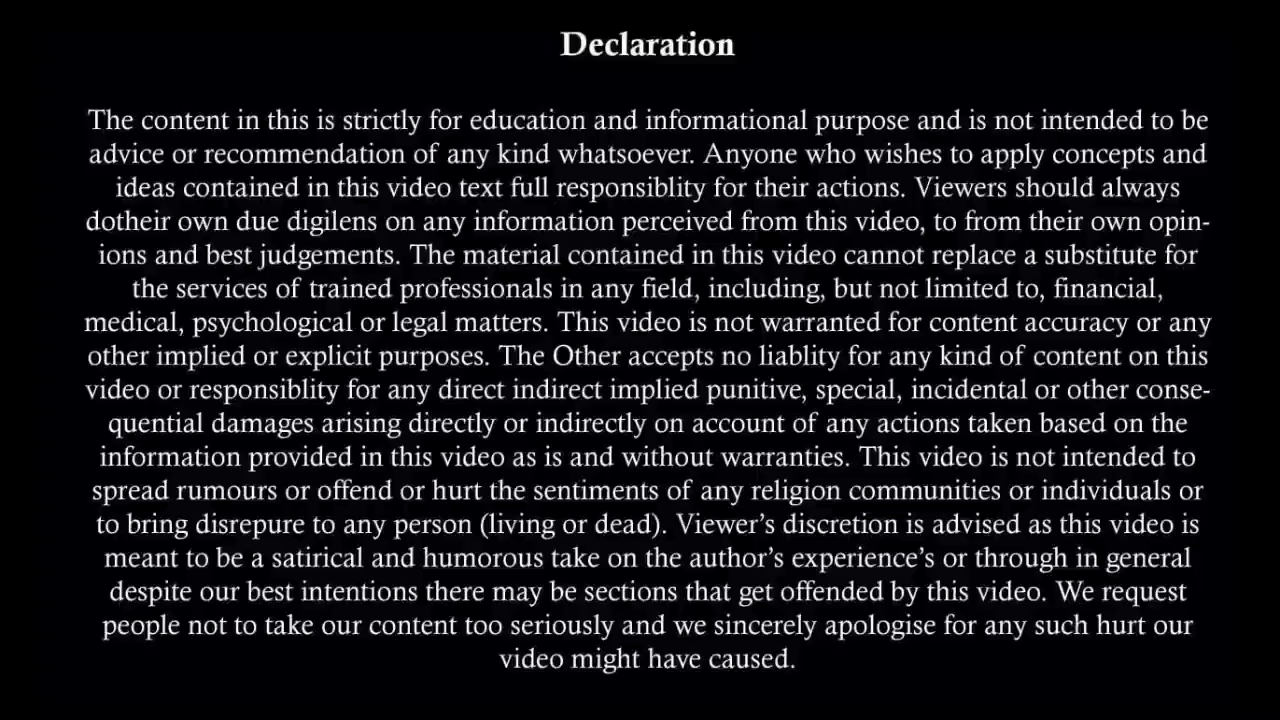 Declaration
The content in this is strictly for education and informational purpose and is not intended to be
advice or recommendation of any kind whatsoever. Anyone who wishes to apply concepts and
ideas contained in this video text full responsiblity for their actions. Viewers should always
dotheir own due digilens on any information perceived from this video, to from their own opin-
ions and best judgements. The material contained in this video cannot replace a substitute for
the services of trained professionals in any field, including, but not limited to, financial,
medical, psychological or legal matters. This video is not warranted for content accuracy or any
other implied or explicit purposes. The Other accepts no liablity for any kind of content on this
video or responsiblity for any direct indirect implied punitive, special, incidental or other conse-
quential damages arising directly or indirectly on account of any actions taken based on the
information provided in this video as is and without warranties. This video is not intended to
spread rumours or offend or hurt the sentiments of any religion communities or individuals or
to bring disrepure to any person (living or dead). Viewer's discretion is advised as this video is
meant to be a satirical and humorous take on the author's experience's or through in general
despite our best intentions there may be sections that get offended by this video. We request
people not to take our content too seriously and we sincerely apologise for any such hurt our
video might have caused.